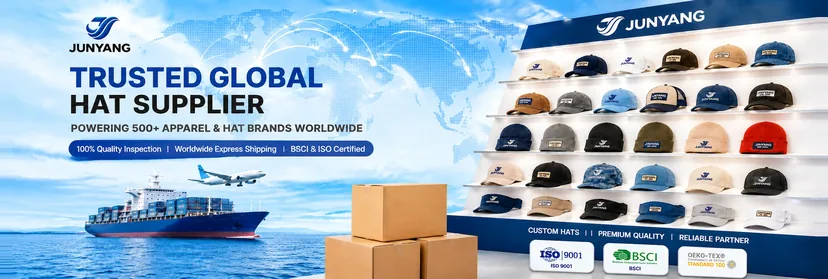 JUNYANG
TRUSTED GLOBAL
HAT SUPPLIER
POWERING 500+ APPAREL & HAT BRANDS WORLDWIDE
100% Quality Inspection | Worldwide Express Shipping | BSCI & ISO Certified
JUNYANG
JUNYANG
CUSTOM HATS | | PREMIUM QUALITY | RELIABLE PARTNER
ISO 9001
ISO 9001
BSCI
BSCI
OEKO-TEX®
STANDARD 100